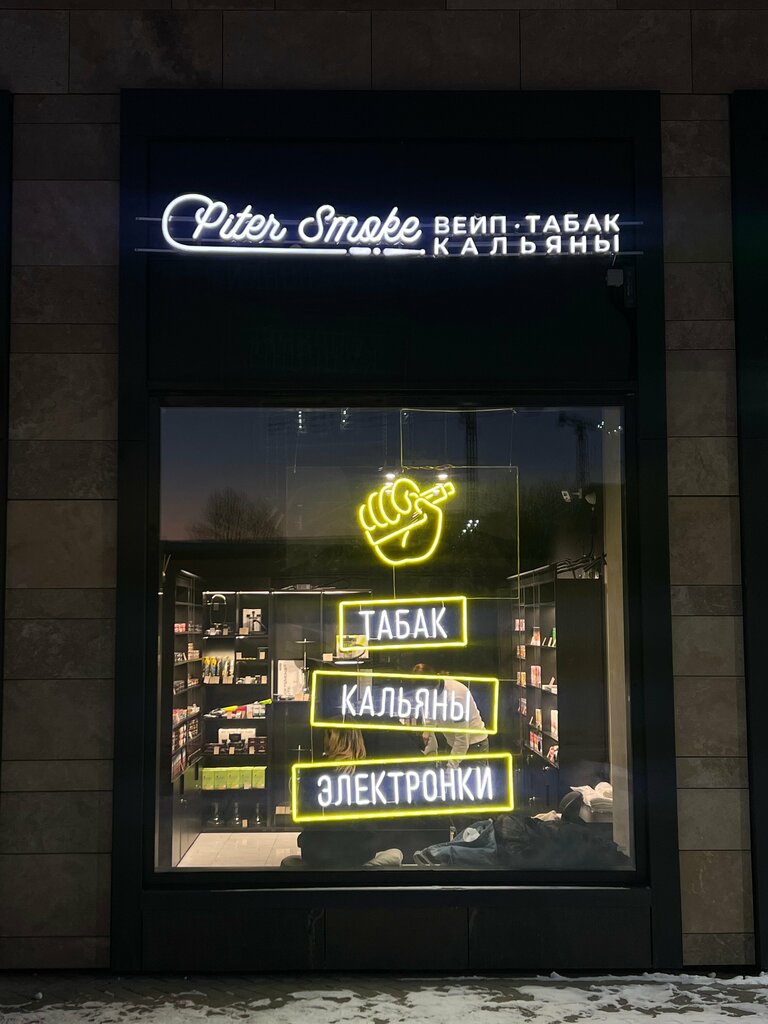 Piter Smoke
ВЕЙП · ТАБАК
КАЛЬЯНЫ
ТАБАК
КАЛЬЯНЫ
ЭЛЕКТРОНКИ